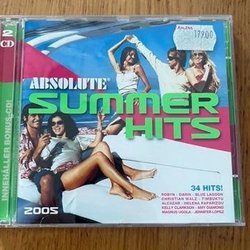 2
CD
INNEHÅLLER BONUS-CD!
ABSOLUTE®
SUMMER
HITS
34 HITS!
ROBYN • DARIN • BLUE LAGOON
CHRISTIAN WALZ • TIMBUKTU
ALCAZAR • HELENA PAPARIZOU
KELLY CLARKSON • AMY DIAMOND
MAGNUS UGGLA • JENNIFER LOPEZ
2005